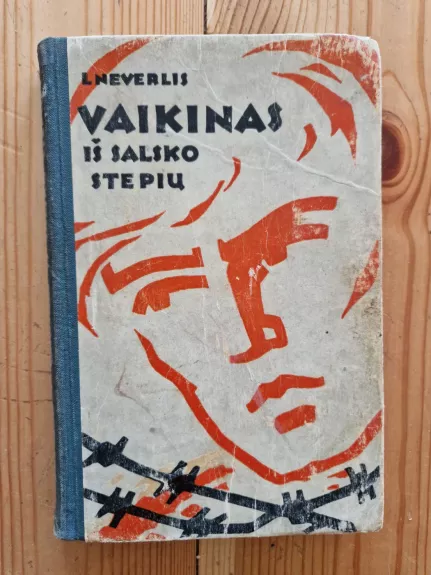 I. NEVERLIS
VAIKINAS
IŠ SALSKO
STEPIŲ